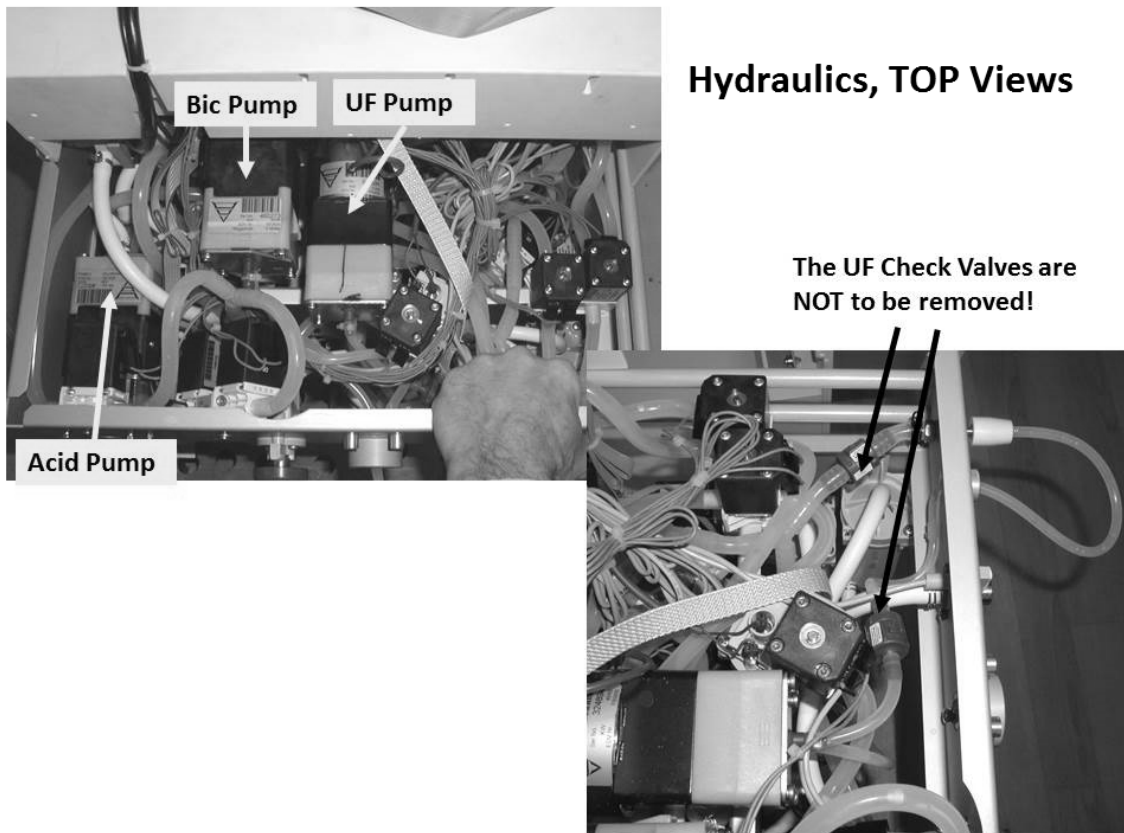 Hydraulics, TOP Views
Bic Pump
UF Pump
The UF Check Valves are
NOT to be removed!
Acid Pump